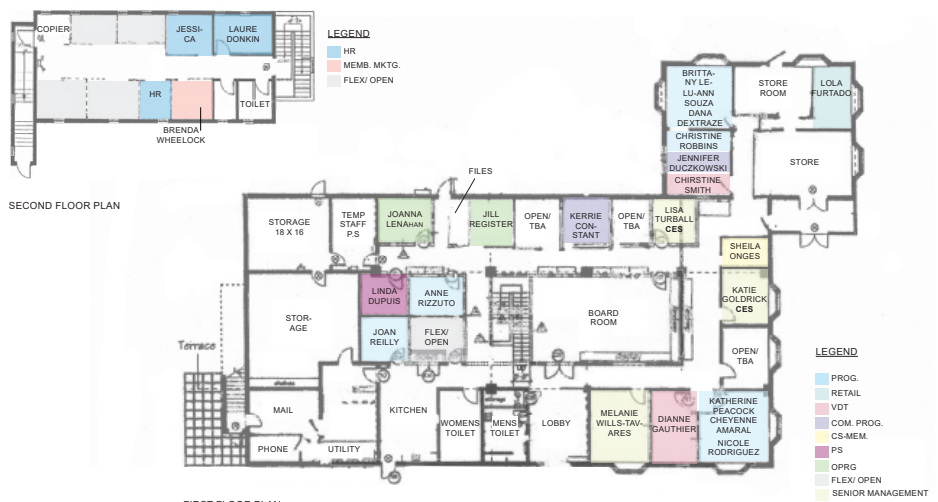 COPIER
JESSI-
CA
LAURE
DONKIN
LEGEND
HR
MEMB. MKTG.
FLEX/ OPEN
HR
TOILET
BRENDA
WHEELOCK
SECOND FLOOR PLAN
BRITTA-
NY LE-
LU-ANN
SOUZA
DANA
DEXTRAZE
STORE
ROOM
LOLA
FURTADO
CHRISTINE
ROBBINS
JENNIFER
DUCZKOWSKI
CHIRSTINE
SMITH
STORE
FILES
STORAGE
18 X 16
TEMP
STAFF
P.S
JOANNA
LENAHAN
JILL
REGISTER
OPEN/
TBA
KERRIE
CON-
STANT
OPEN/
TBA
LISA
TURBALL
CES
SHEILA
ONGES
LINDA
DUPUIS
ANNE
RIZZUTO
KATIE
GOLDRICK
CES
STOR-
AGE
JOAN
REILLY
FLEX/
OPEN
BOARD
ROOM
OPEN/
TBA
Terrace
MAIL
PHONE
UTILITY
KITCHEN
WOMENS
TOILET
MENS
TOILET
LOBBY
MELANIE
WILLS-TAV-
ARES
DIANNE
GAUTHIER
KATHERINE
PEACOCK
CHEYENNE
AMARAL
NICOLE
RODRIGUEZ
LEGEND
PROG.
RETAIL
VDT
COM. PROG.
CS-MEM.
PS
OPRG
FLEX/ OPEN
SENIOR MANAGEMENT
FIRST FLOOR PLAN